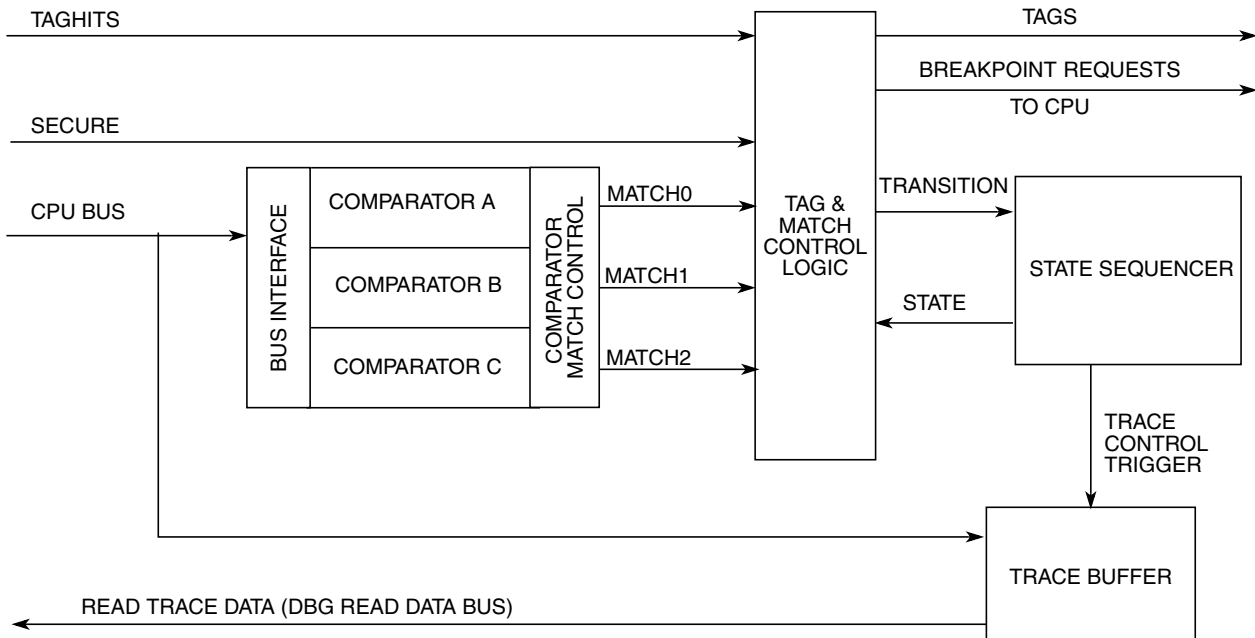 TAGHITS
TAGS
BREAKPOINT REQUESTS
TO CPU
SECURE
CPU BUS
BUS INTERFACE
COMPARATOR A
COMPARATOR B
COMPARATOR C
COMPARATOR
MATCH CONTROL
MATCH0
MATCH1
MATCH2
TAG &
MATCH
CONTROL
LOGIC
TRANSITION
STATE
STATE SEQUENCER
TRACE
CONTROL
TRIGGER
TRACE BUFFER
READ TRACE DATA (DBG READ DATA BUS)